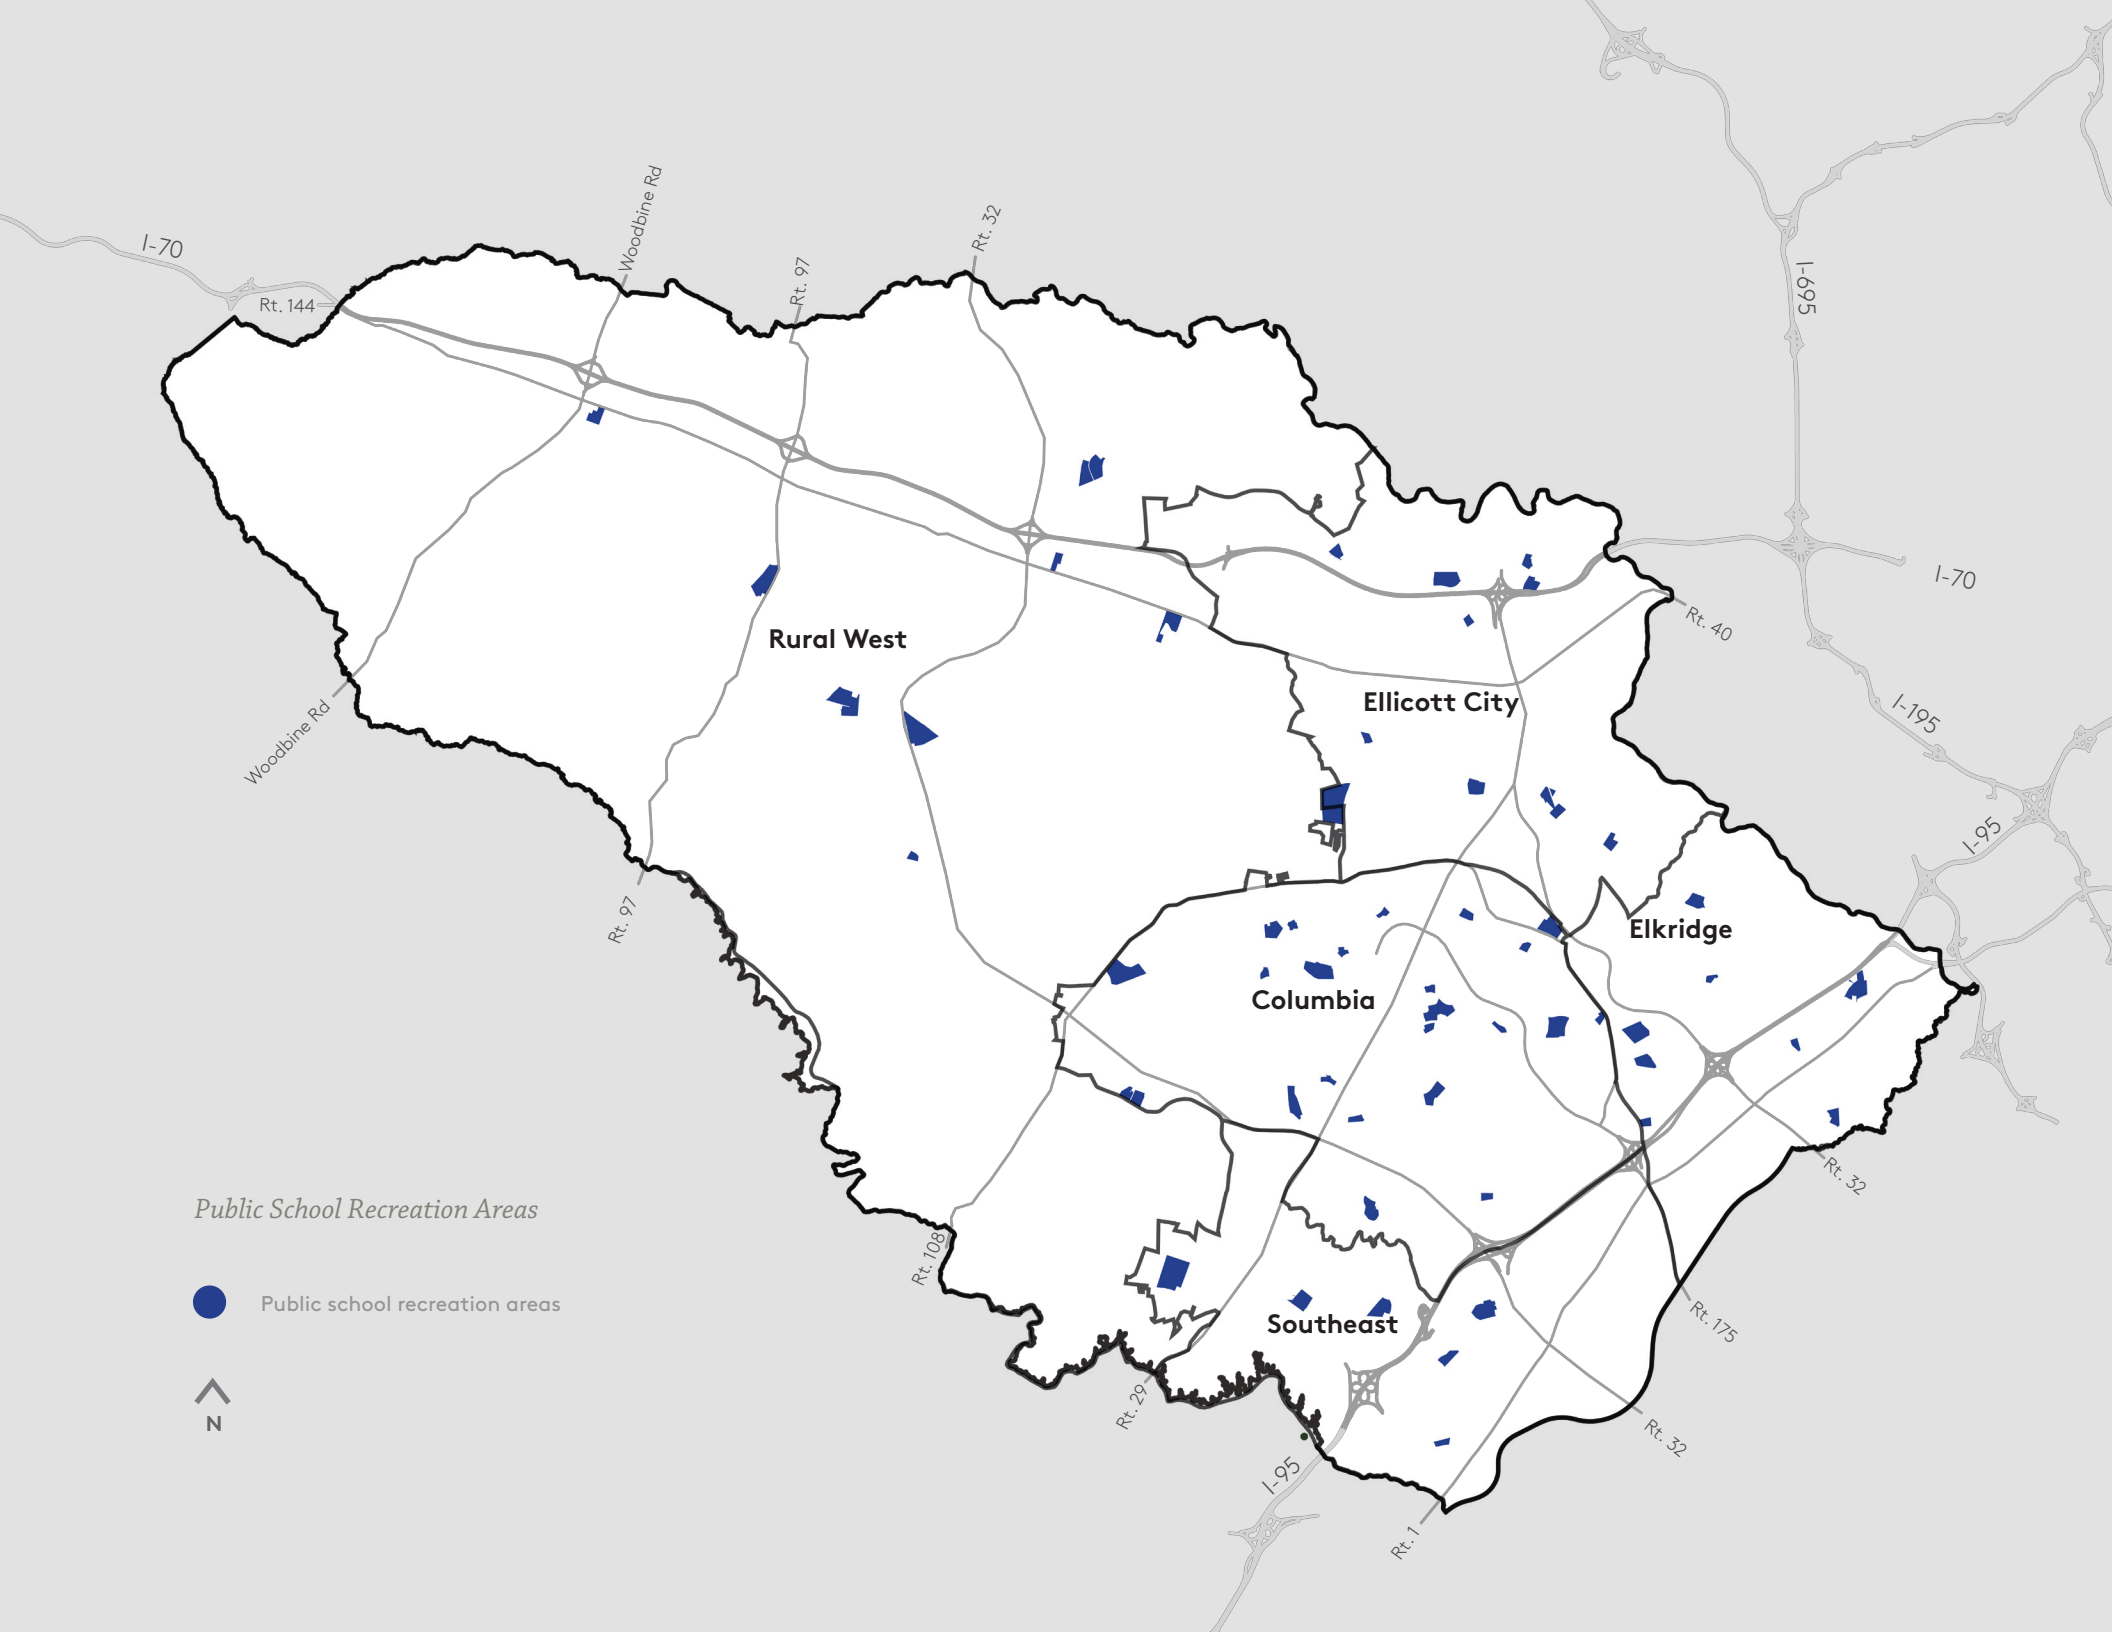 Woodbine Rd
Rt. 32
I-70
Rt. 97
Rt. 144
I-695
I-70
Rt. 40
Rural West
Ellicott City
I-195
Woodbine Rd
I-95
Rt. 97
Elkridge
Columbia
Rt. 32
Public School Recreation Areas
Rt. 108
Public school recreation areas
Southeast
Rt. 175
Rt. 29
N
Rt. 32
I-95
Rt. 1